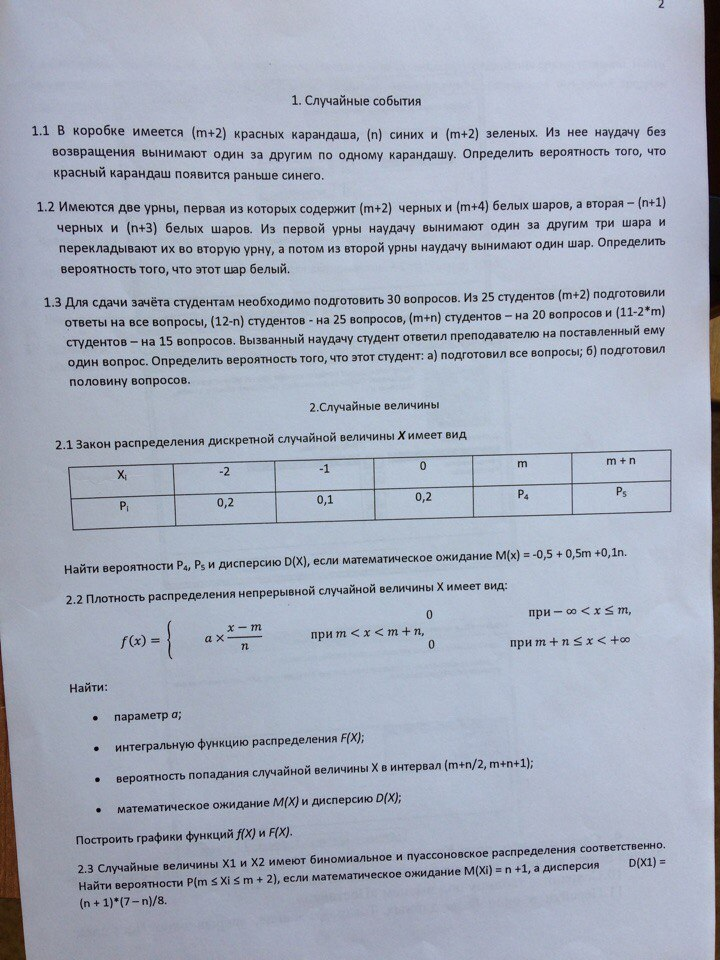 2
1. Случайные события
1.1 В коробке имеется (m+2) красных карандаша, (n) синих и (m+2) зеленых. Из нее наудачу без
возвращения вынимают один за другим по одному карандашу. Определить вероятность того, что
красный карандаш появится раньше синего.
1.2 Имеются две урны, первая из которых содержит (m+2) черных и (m+4) белых шаров, а вторая – (n+1)
черных и (n+3) белых шаров. Из первой урны наудачу вынимают один за другим три шара и
перекладывают их во вторую урну, а потом из второй урны наудачу вынимают один шар. Определить
вероятность того, что этот шар белый.
1.3 Для сдачи зачёта студентам необходимо подготовить 30 вопросов. Из 25 студентов (m+2) подготовили
ответы на все вопросы, (12-n) студентов - на 25 вопросов, (m+n) студентов – на 20 вопросов и (11-2*m)
студентов – на 15 вопросов. Вызванный наудачу студент ответил преподавателю на поставленный ему
один вопрос. Определить вероятность того, что этот студент: а) подготовил все вопросы; б) подготовил
половину вопросов.
2.Случайные величины
2.1 Закон распределения дискретной случайной величины X имеет вид
Xi -2 -1 0 m m + n
Pi 0,2 0,1 0,2 P4 P5
Найти вероятности P4, P5 и дисперсию D(X), если математическое ожидание M(x) = -0,5 + 0,5m +0,1n.
2.2 Плотность распределения непрерывной случайной величины X имеет вид:
0 при − ∞ < x ≤ m,
f(x) = { a × (x − m)/n при m < x < m + n,
0 при m + n ≤ x < +∞
Найти:
• параметр a;
• интегральную функцию распределения F(X);
• вероятность попадания случайной величины X в интервал (m+n/2, m+n+1);
• математическое ожидание M(X) и дисперсию D(X);
Построить графики функций f(X) и F(X).
2.3 Случайные величины X1 и X2 имеют биномиальное и пуассоновское распределения соответственно.
Найти вероятности P(m ≤ Xi ≤ m + 2), если математическое ожидание M(Xi) = n +1, а дисперсия D(X1) =
(n + 1)*(7 – n)/8.